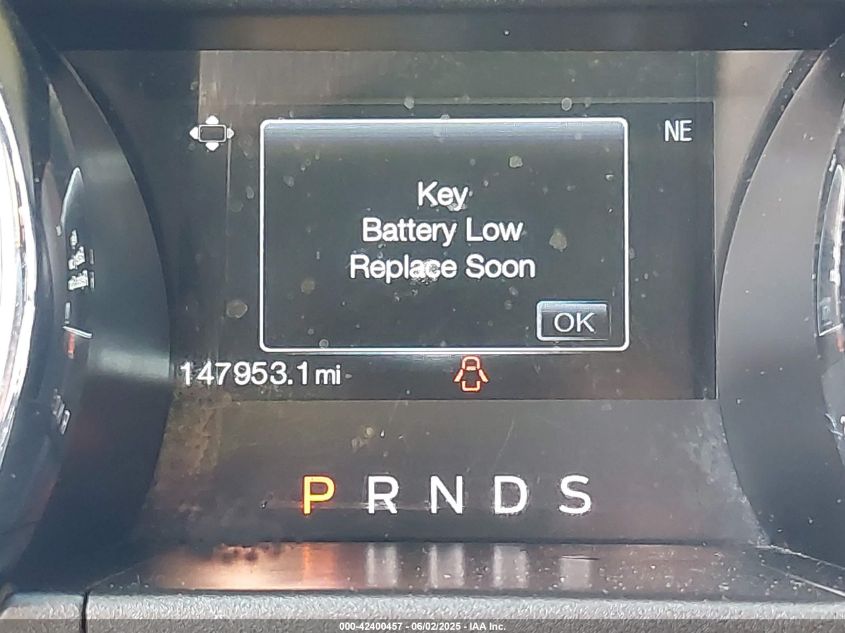 NE
Key
Battery Low
Replace Soon
OK
147953.1 mi
P R N D S
000-42400457 - 06/02/2025 - IAA Inc.